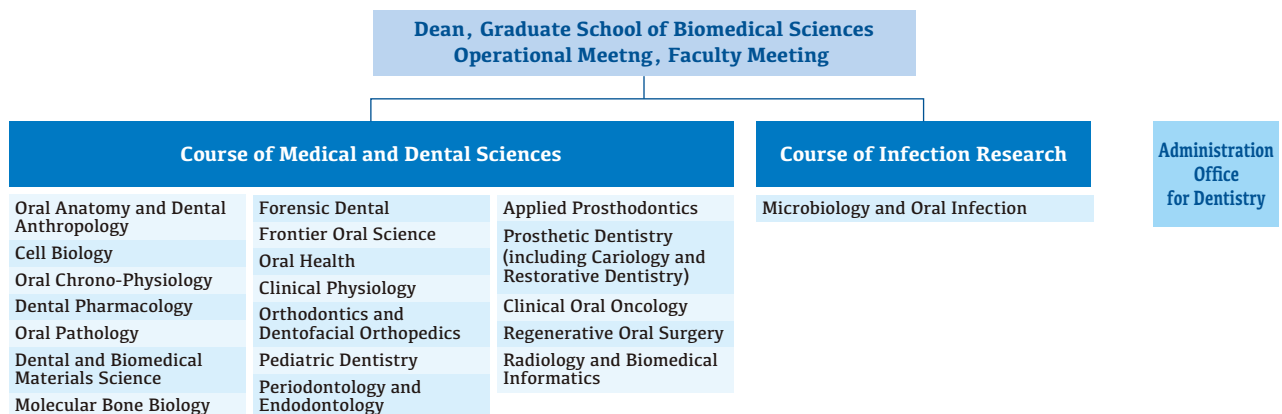 Dean, Graduate School of Biomedical Sciences
Operational Meetng, Faculty Meeting
Course of Medical and Dental Sciences
Oral Anatomy and Dental
Anthropology
Cell Biology
Oral Chrono-Physiology
Dental Pharmacology
Oral Pathology
Dental and Biomedical
Materials Science
Molecular Bone Biology
Forensic Dental
Frontier Oral Science
Oral Health
Clinical Physiology
Orthodontics and
Dentofacial Orthopedics
Pediatric Dentistry
Periodontology and
Endodontology
Applied Prosthodontics
Prosthetic Dentistry
(including Cariology and
Restorative Dentistry)
Clinical Oral Oncology
Regenerative Oral Surgery
Radiology and Biomedical
Informatics
Course of Infection Research
Microbiology and Oral Infection
Administration
Office
for Dentistry